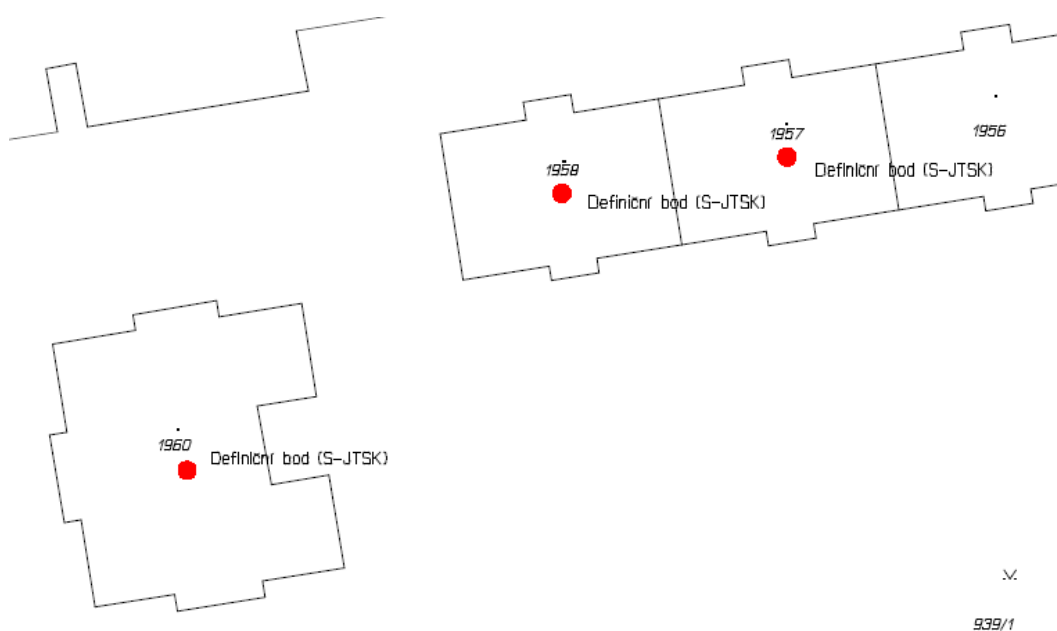 1956
1957
Definiční bod (S-JTSK)
1958
Definiční bod (S-JTSK)
1960
Definiční bod (S-JTSK)
939/1